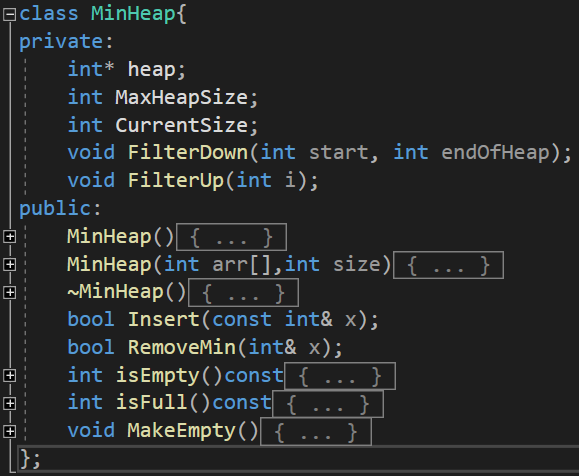 class MinHeap{
private:
    int* heap;
    int MaxHeapSize;
    int CurrentSize;
    void FilterDown(int start, int endOfHeap);
    void FilterUp(int i);
public:
    MinHeap(){ ... }
    MinHeap(int arr[],int size){ ... }
    ~MinHeap(){ ... }
    bool Insert(const int& x);
    bool RemoveMin(int& x);
    int isEmpty()const{ ... }
    int isFull()const{ ... }
    void MakeEmpty(){ ... }
};